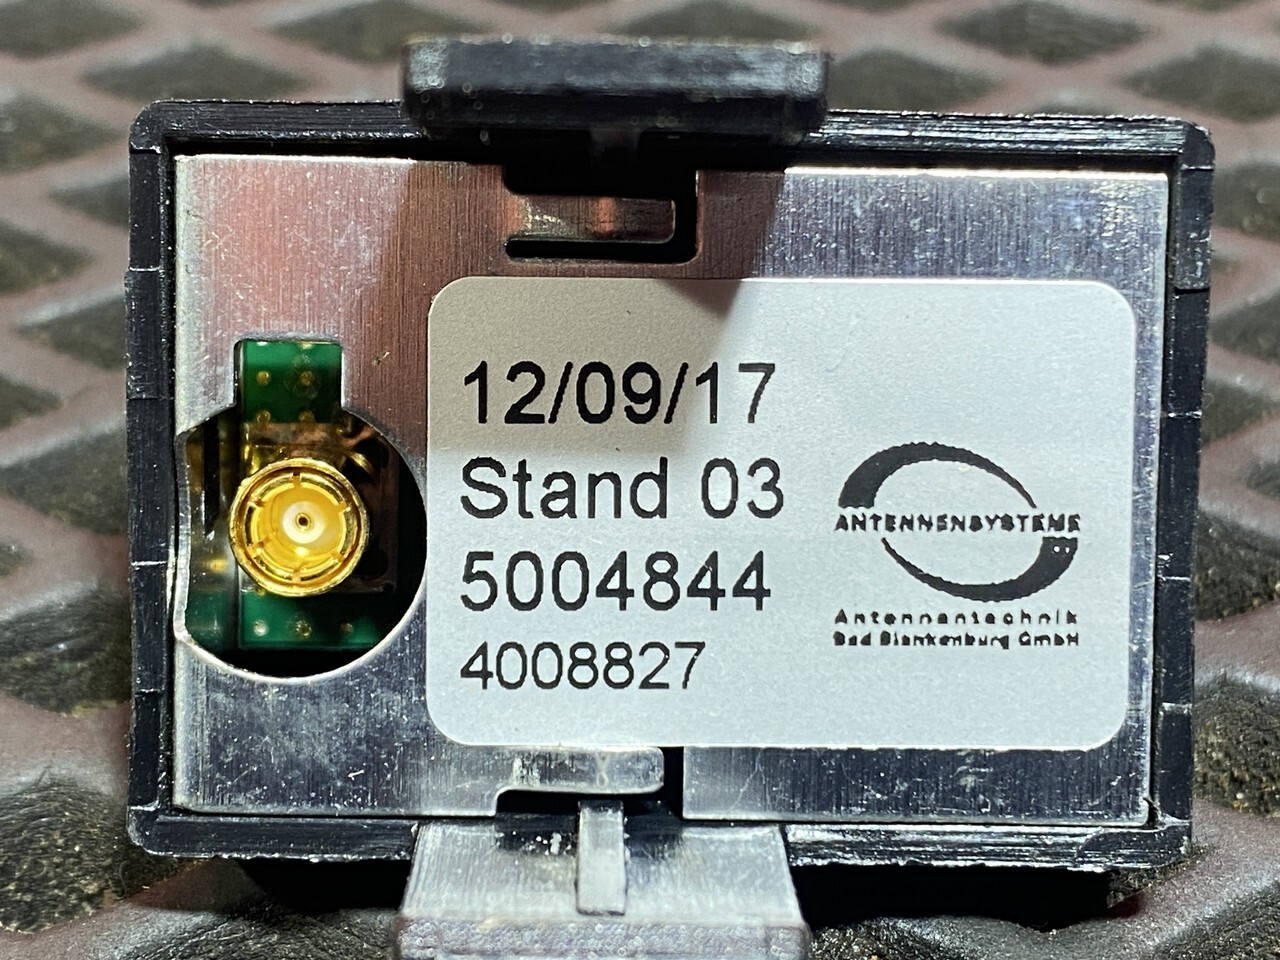 12/09/17
Stand 03
5004844
4008827
ANTENNENSYSTEME
Antennentechnik
Bad Blankenburg GmbH